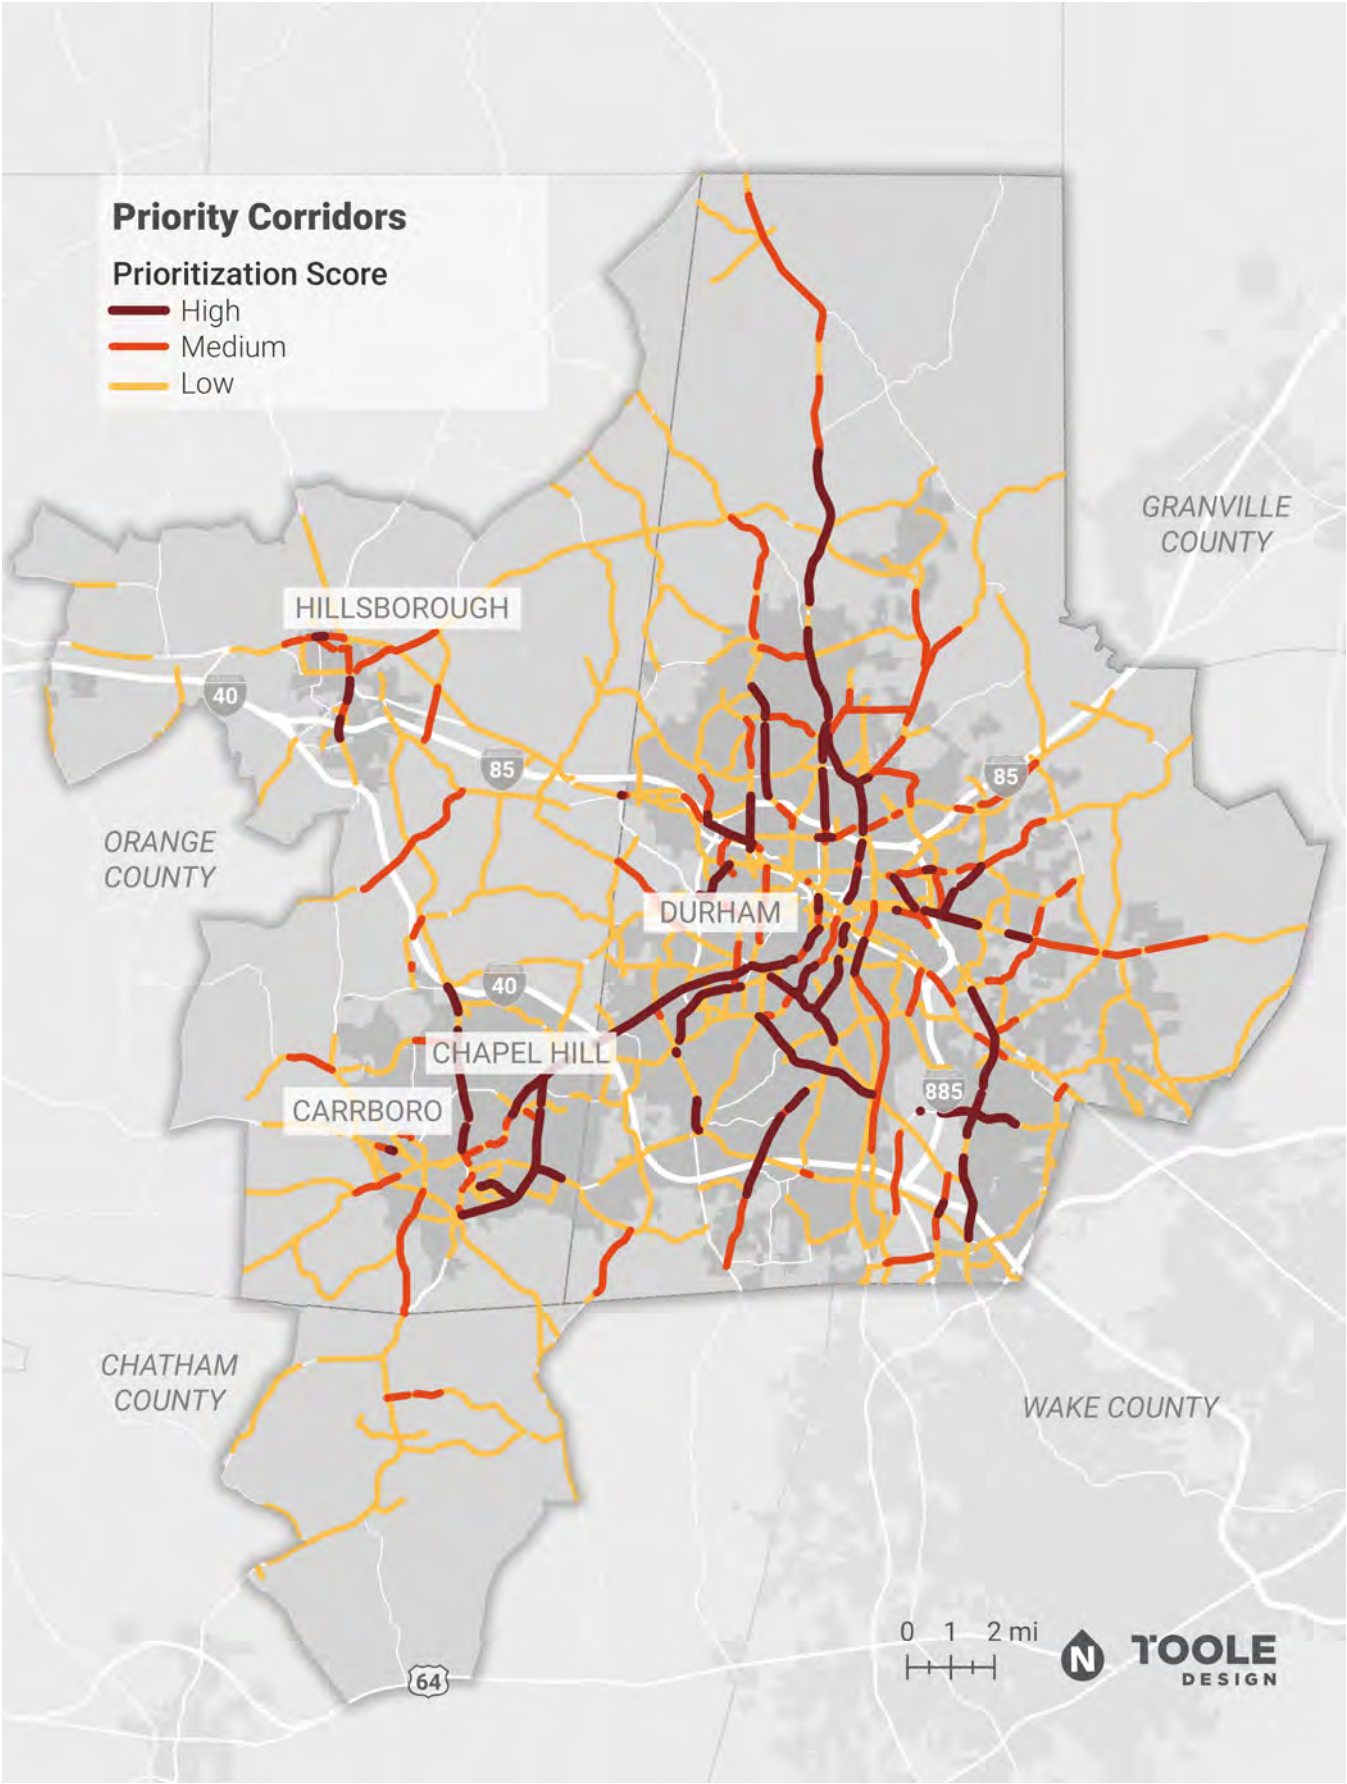 Priority Corridors
Prioritization Score
High
Medium
Low
GRANVILLE
COUNTY
HILLSBOROUGH
40
85
85
ORANGE
COUNTY
DURHAM
40
CHAPEL HILL
885
CARRBORO
CHATHAM
COUNTY
WAKE COUNTY
0 1 2 mi
N
TOOLE
DESIGN
64